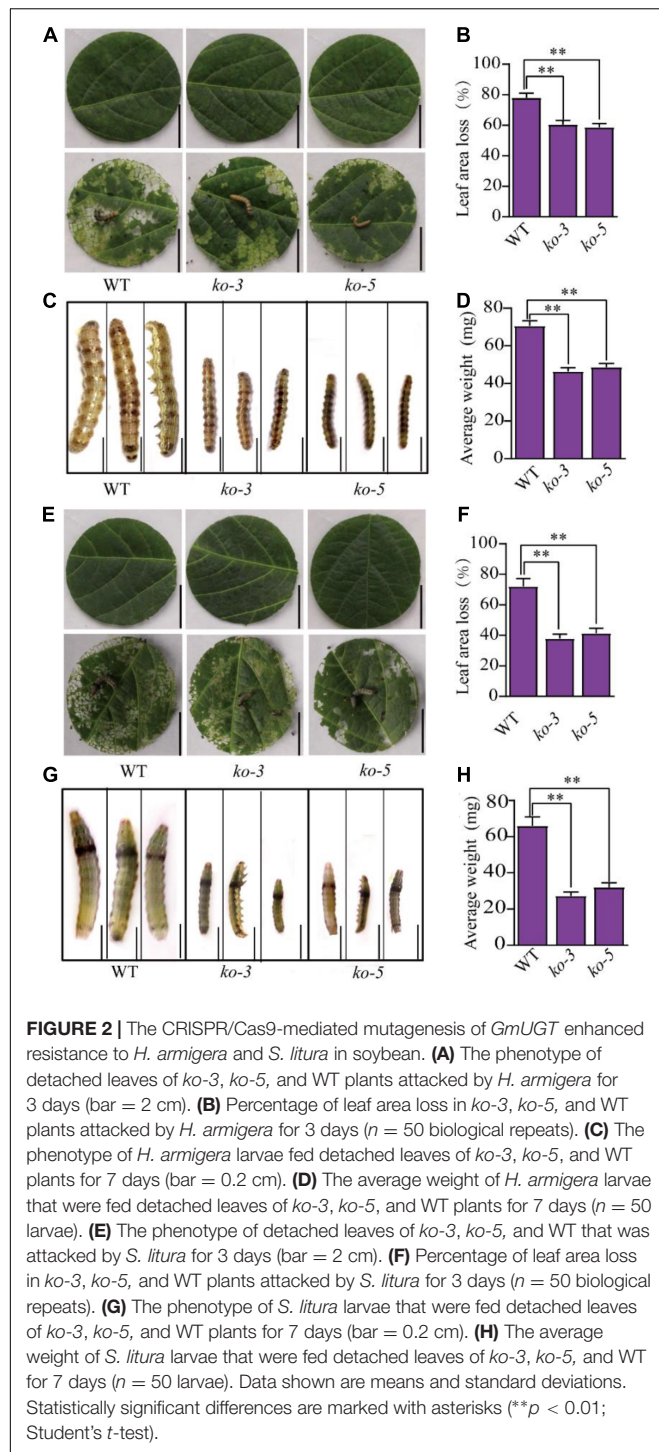 A
B
Leaf area loss (%)
100
80
60
40
20
0
**
**
WT
ko-3
ko-5
WT
ko-3
ko-5
C
D
Average weight (mg)
80
60
40
20
0
**
**
WT
ko-3
ko-5
WT
ko-3
ko-5
E
F
Leaf area loss (%)
100
80
60
40
20
0
**
**
WT
ko-3
ko-5
WT
ko-3
ko-5
G
H
Average weight (mg)
80
60
40
20
0
**
**
WT
ko-3
ko-5
WT
ko-3
ko-5
FIGURE 2 | The CRISPR/Cas9-mediated mutagenesis of GmUGT enhanced
resistance to H. armigera and S. litura in soybean. (A) The phenotype of
detached leaves of ko-3, ko-5, and WT plants attacked by H. armigera for
3 days (bar = 2 cm). (B) Percentage of leaf area loss in ko-3, ko-5, and WT
plants attacked by H. armigera for 3 days (n = 50 biological repeats). (C) The
phenotype of H. armigera larvae fed detached leaves of ko-3, ko-5, and WT
plants for 7 days (bar = 0.2 cm). (D) The average weight of H. armigera larvae
that were fed detached leaves of ko-3, ko-5, and WT plants for 7 days (n = 50
larvae). (E) The phenotype of detached leaves of ko-3, ko-5, and WT that was
attacked by S. litura for 3 days (bar = 2 cm). (F) Percentage of leaf area loss
in ko-3, ko-5, and WT plants attacked by S. litura for 3 days (n = 50 biological
repeats). (G) The phenotype of S. litura larvae that were fed detached leaves
of ko-3, ko-5, and WT plants for 7 days (bar = 0.2 cm). (H) The average
weight of S. litura larvae that were fed detached leaves of ko-3, ko-5, and WT
for 7 days (n = 50 larvae). Data shown are means and standard deviations.
Statistically significant differences are marked with asterisks (**p < 0.01;
Student's t-test).